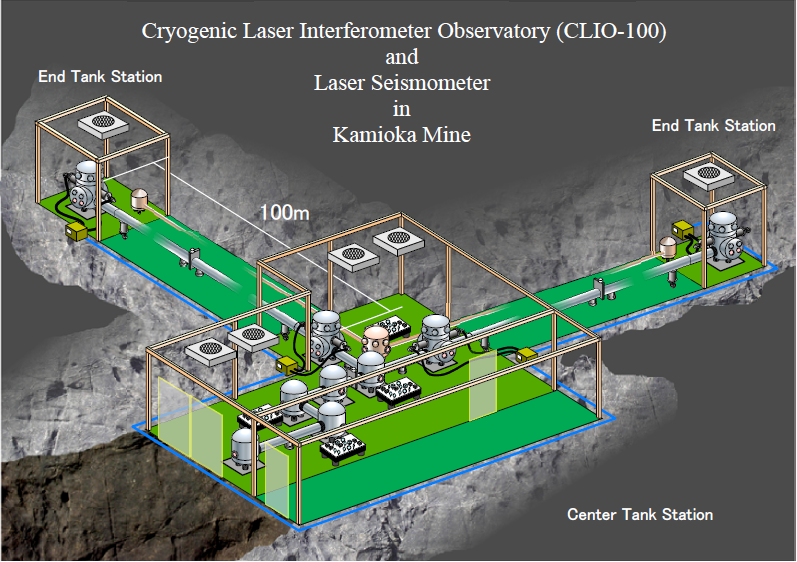 Cryogenic Laser Interferometer Observatory (CLIO-100)
and
Laser Seismometer
in
Kamioka Mine
End Tank Station
End Tank Station
100m
Center Tank Station